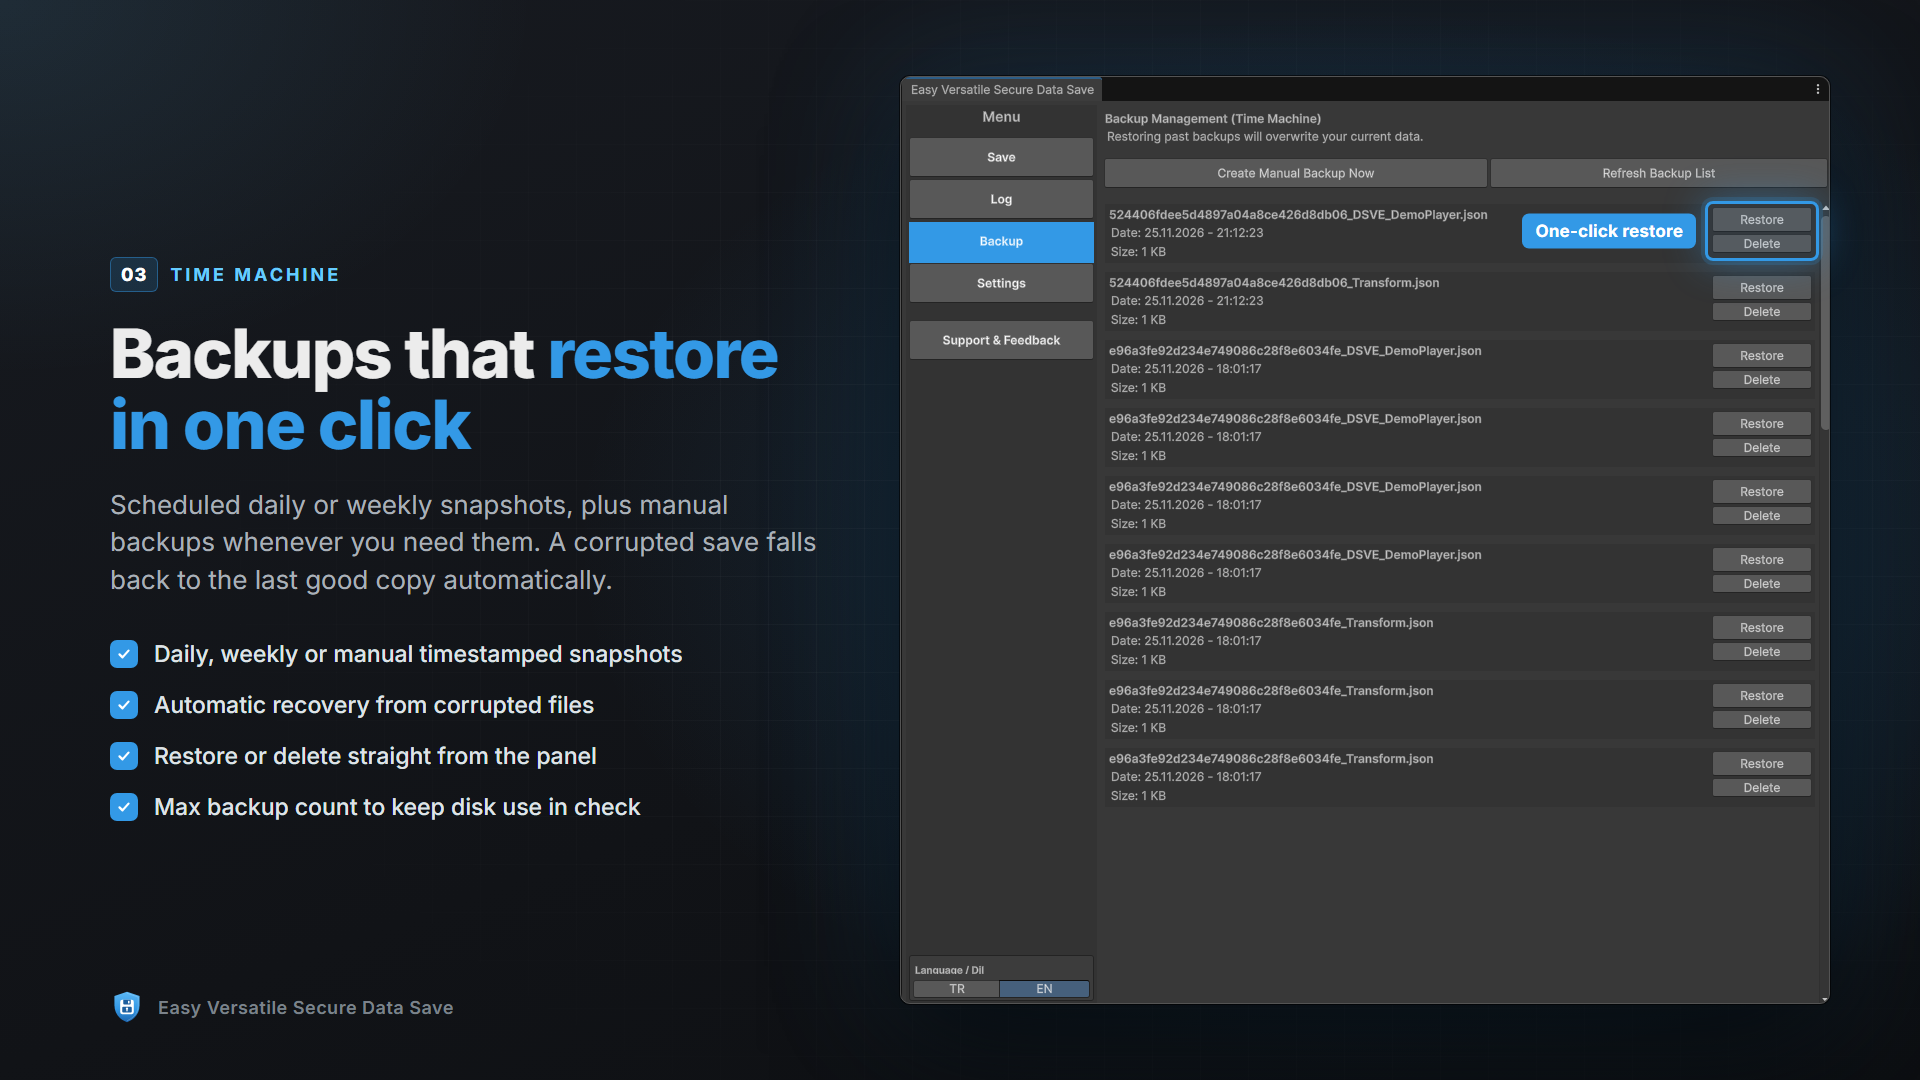 03 TIME MACHINE
Backups that restore
in one click
Scheduled daily or weekly snapshots, plus manual
backups whenever you need them. A corrupted save falls
back to the last good copy automatically.
Daily, weekly or manual timestamped snapshots
Automatic recovery from corrupted files
Restore or delete straight from the panel
Max backup count to keep disk use in check
Easy Versatile Secure Data Save
Easy Versatile Secure Data Save
Menu
Save
Log
Backup
Settings
Support & Feedback
Language / Dil
TR EN
Backup Management (Time Machine)
Restoring past backups will overwrite your current data.
Create Manual Backup Now Refresh Backup List
524406fdee5d4897a04a8ce426d8db06_DSVE_DemoPlayer.json
Date: 25.11.2026 - 21:12:23
Size: 1 KB
One-click restore
Restore
Delete
524406fdee5d4897a04a8ce426d8db06_Transform.json
Date: 25.11.2026 - 21:12:23
Size: 1 KB
Restore
Delete
e96a3fe92d234e749086c28f8e6034fe_DSVE_DemoPlayer.json
Date: 25.11.2026 - 18:01:17
Size: 1 KB
Restore
Delete
e96a3fe92d234e749086c28f8e6034fe_DSVE_DemoPlayer.json
Date: 25.11.2026 - 18:01:17
Size: 1 KB
Restore
Delete
e96a3fe92d234e749086c28f8e6034fe_DSVE_DemoPlayer.json
Date: 25.11.2026 - 18:01:17
Size: 1 KB
Restore
Delete
e96a3fe92d234e749086c28f8e6034fe_DSVE_DemoPlayer.json
Date: 25.11.2026 - 18:01:17
Size: 1 KB
Restore
Delete
e96a3fe92d234e749086c28f8e6034fe_Transform.json
Date: 25.11.2026 - 18:01:17
Size: 1 KB
Restore
Delete
e96a3fe92d234e749086c28f8e6034fe_Transform.json
Date: 25.11.2026 - 18:01:17
Size: 1 KB
Restore
Delete
e96a3fe92d234e749086c28f8e6034fe_Transform.json
Date: 25.11.2026 - 18:01:17
Size: 1 KB
Restore
Delete